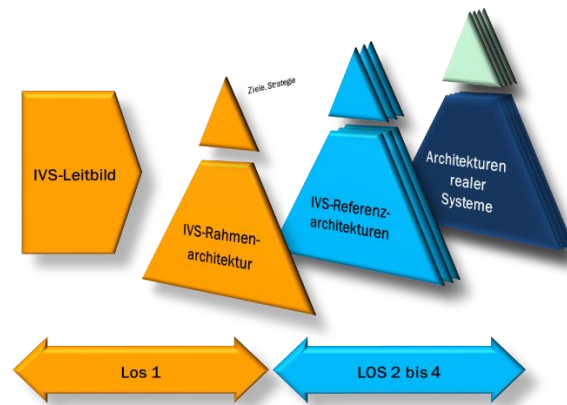 Ziele, Strategie
IVS-Leitbild
IVS-Rahmen-
architektur
IVS-Referenz-
architekturen
Architekturen
realer
Systeme
Los 1
LOS 2 bis 4